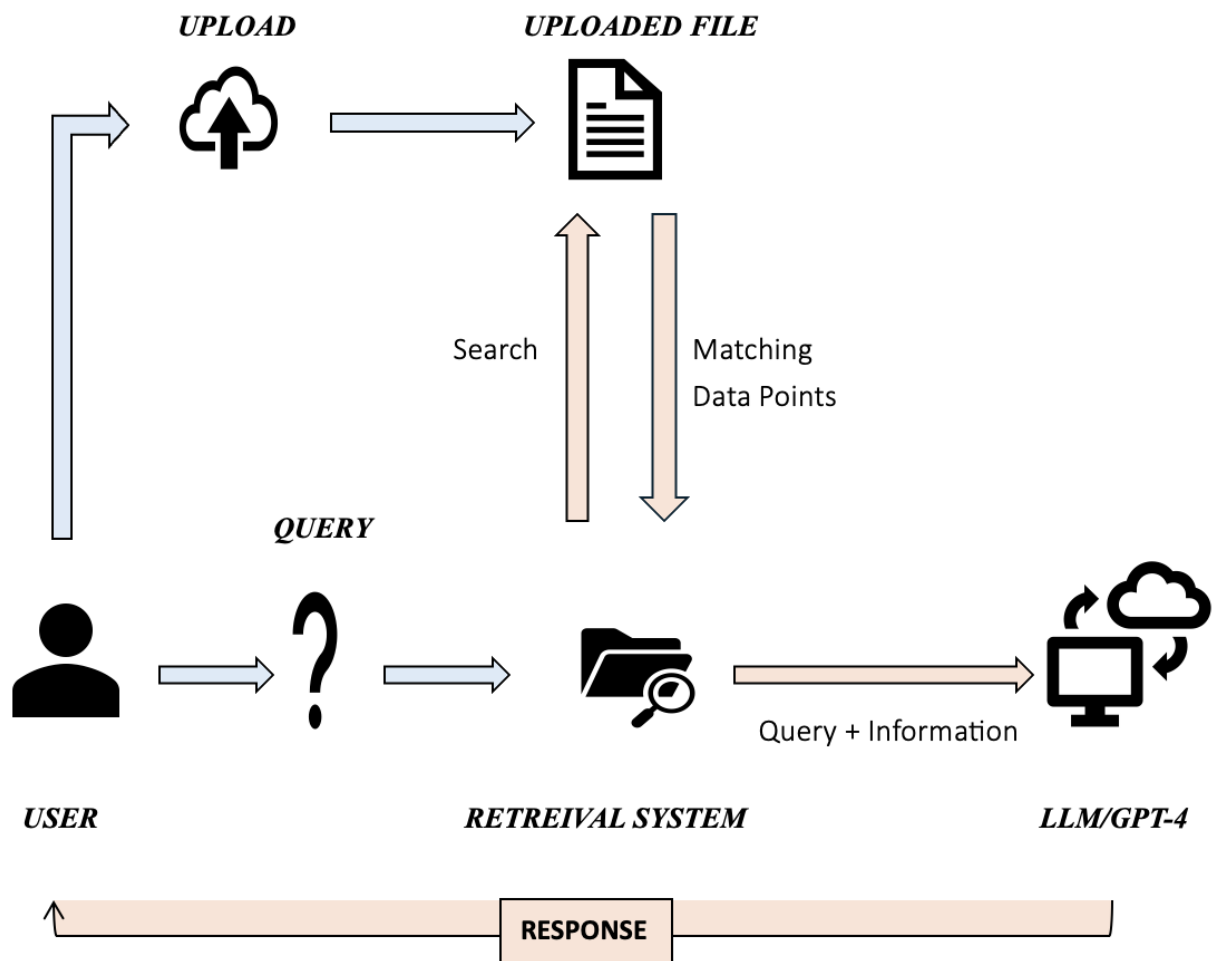 UPLOAD
UPLOADED FILE
Search
Matching
Data Points
QUERY
Query + Information
USER
RETREIVAL SYSTEM
LLM/GPT-4
RESPONSE